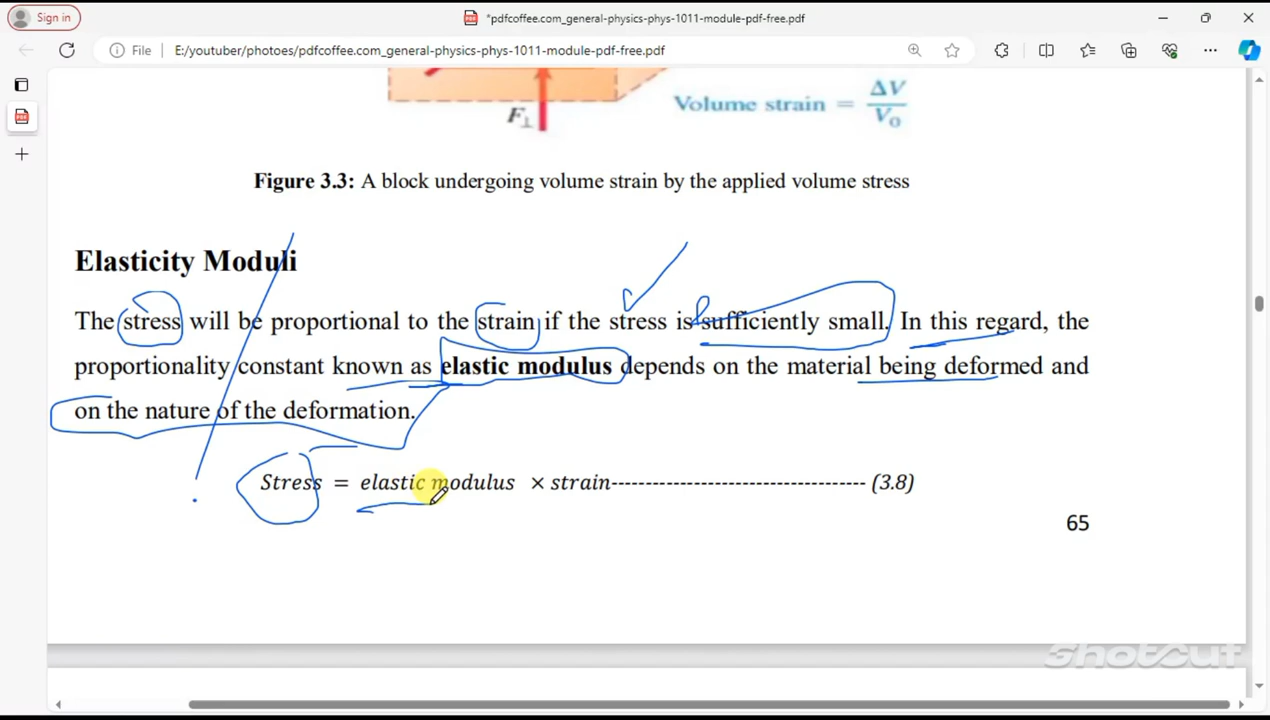 Sign in
*pdfcoffee.com_general-physics-phys-1011-module-pdf-free.pdf
File
E:/youtuber/photoes/pdfcoffee.com_general-physics-phys-1011-module-pdf-free.pdf
F⊥
Volume strain = ΔV/V₀
Figure 3.3: A block undergoing volume strain by the applied volume stress
Elasticity Moduli
The stress will be proportional to the strain if the stress is sufficiently small. In this regard, the
proportionality constant known as elastic modulus depends on the material being deformed and
on the nature of the deformation.
Stress = elastic modulus × strain---------------------------------- (3.8)
65
Shotcut